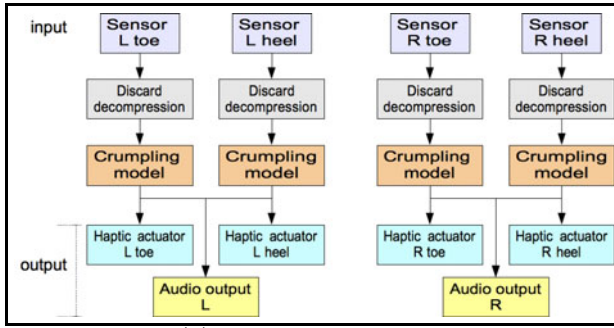 input
Sensor L toe
Sensor L heel
Sensor R toe
Sensor R heel
Discard decompression
Discard decompression
Discard decompression
Discard decompression
Crumpling model
Crumpling model
Crumpling model
Crumpling model
output
Haptic actuator L toe
Haptic actuator L heel
Haptic actuator R toe
Haptic actuator R heel
Audio output L
Audio output R